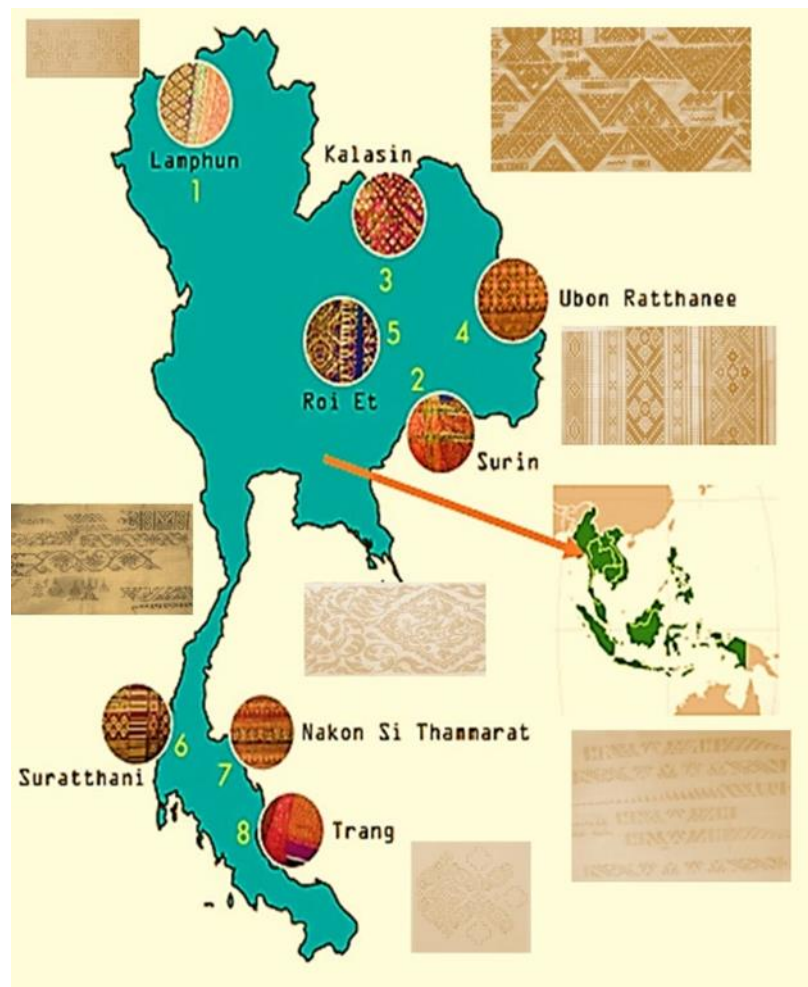 Lamphun
1
Kalasin
3
Ubon Ratthanee
4
5
Roi Et
2
Surin
6
Suratthani
7
Nakon Si Thammarat
8
Trang